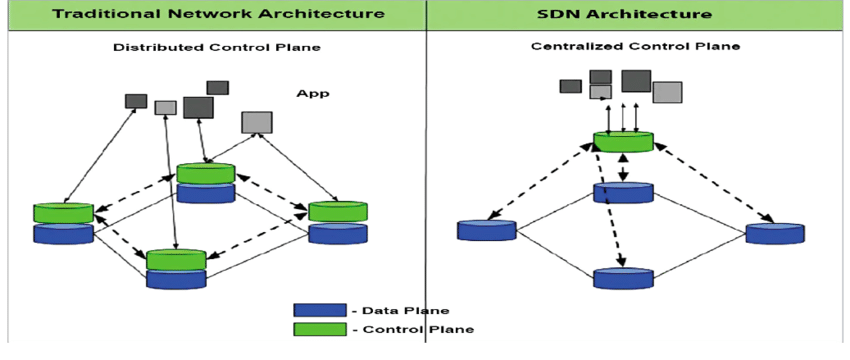 Traditional Network Architecture
SDN Architecture
Distributed Control Plane
Centralized Control Plane
App
- Data Plane
- Control Plane